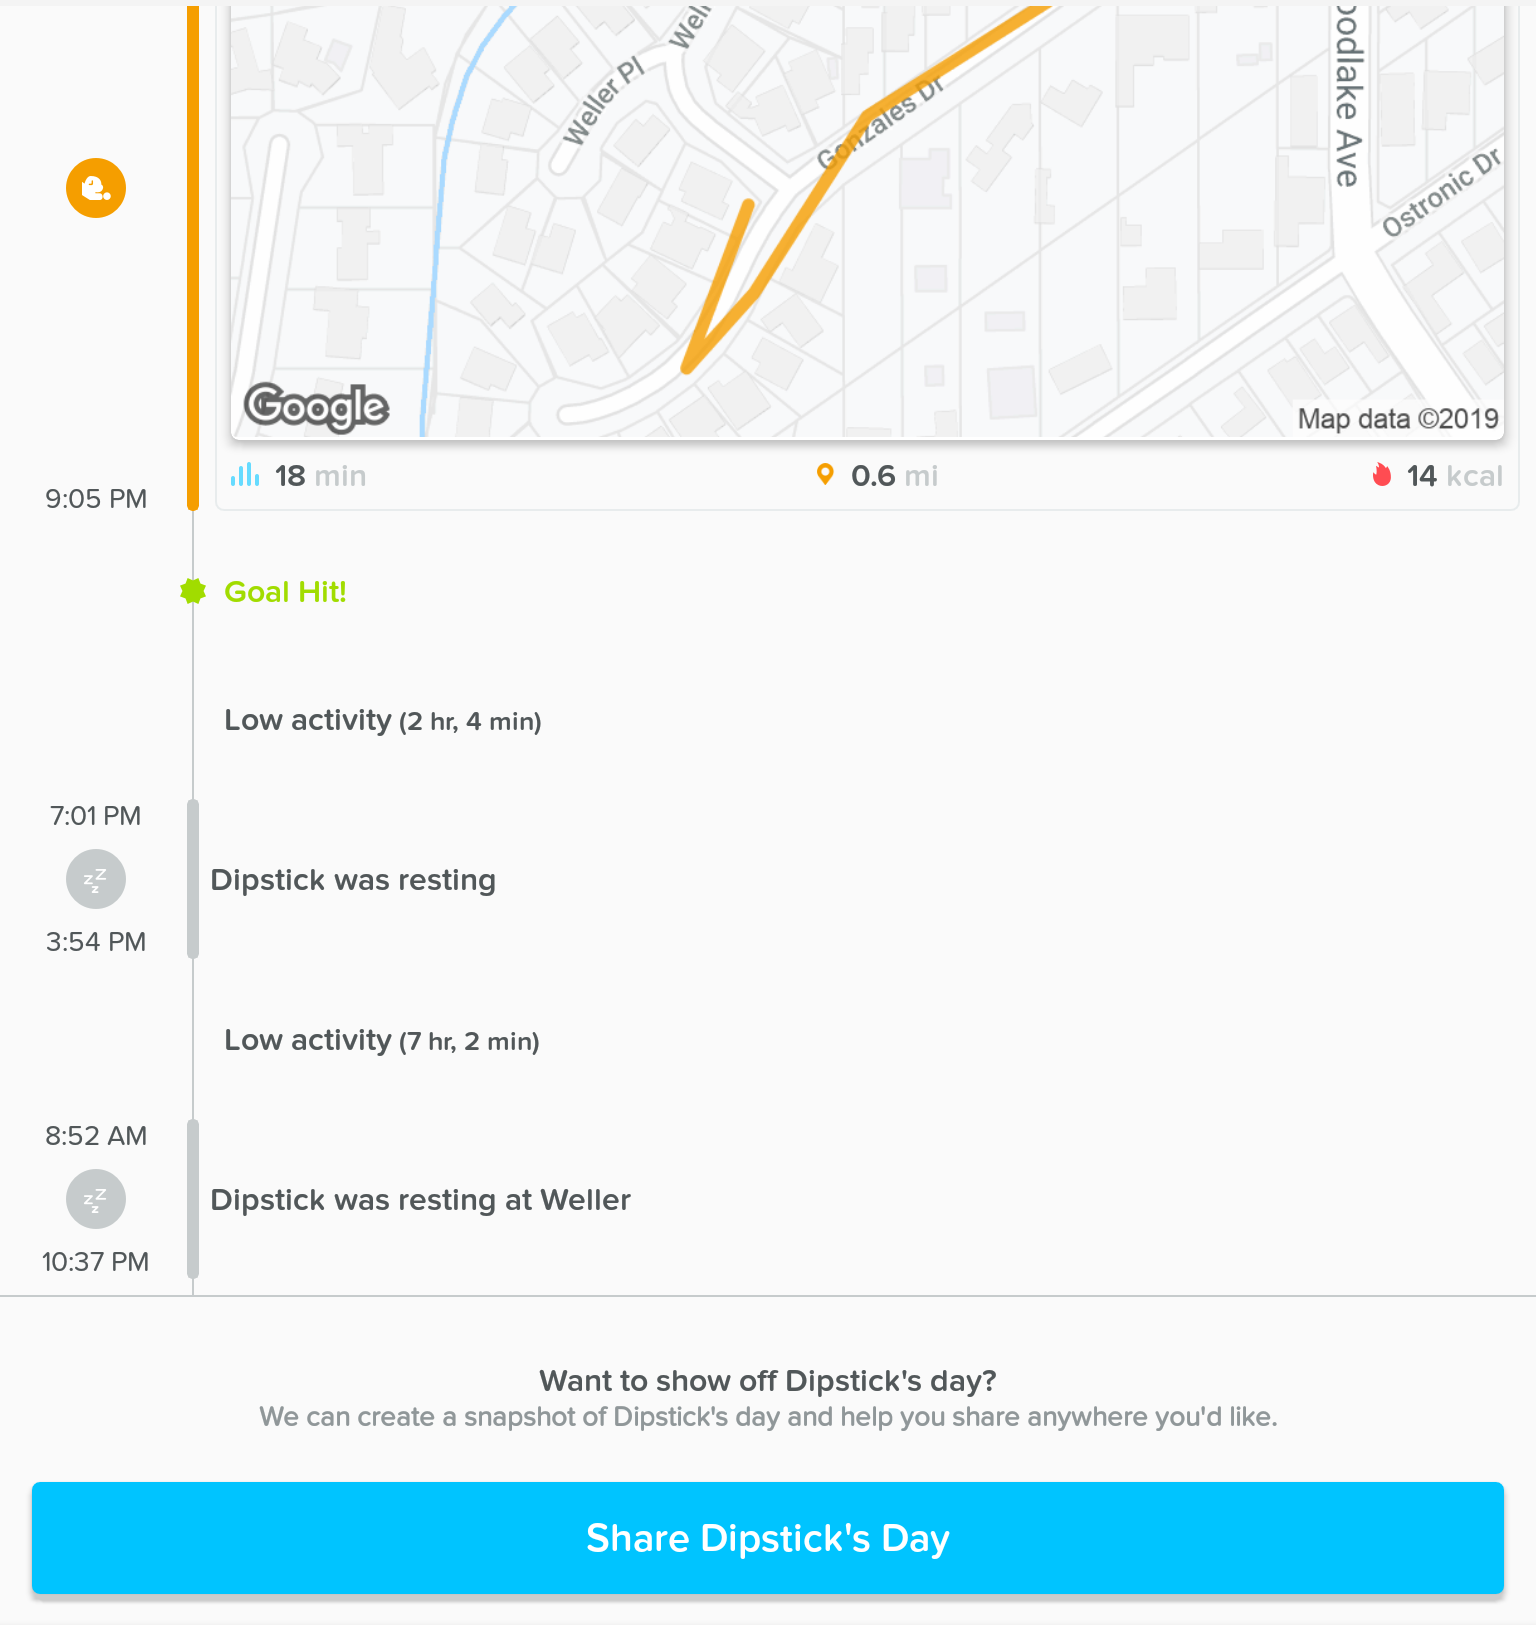 Weller Pl
Gonzales Dr
Ostronic Dr
Google
Map data ©2019
18 min
0.6 mi
14 kcal
9:05 PM
Goal Hit!
Low activity (2 hr, 4 min)
7:01 PM
zzz
Dipstick was resting
3:54 PM
Low activity (7 hr, 2 min)
8:52 AM
zzz
Dipstick was resting at Weller
10:37 PM
Want to show off Dipstick's day?
We can create a snapshot of Dipstick's day and help you share anywhere you'd like.
Share Dipstick's Day